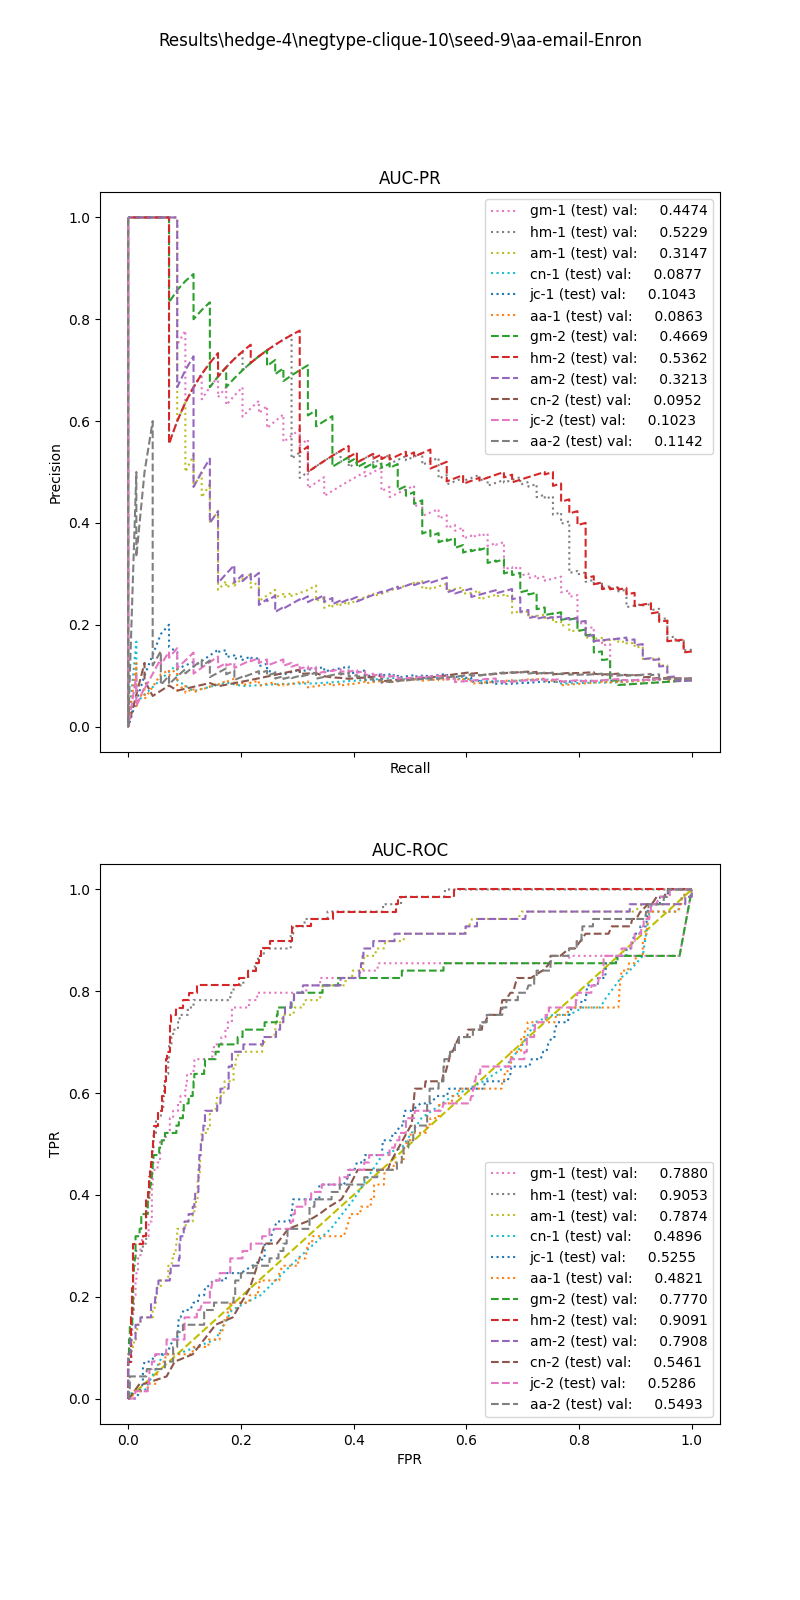 Results\hedge-4\negtype-clique-10\seed-9\aa-email-Enron
AUC-PR
gm-1 (test) val: 0.4474
hm-1 (test) val: 0.5229
am-1 (test) val: 0.3147
cn-1 (test) val: 0.0877
jc-1 (test) val: 0.1043
aa-1 (test) val: 0.0863
gm-2 (test) val: 0.4669
hm-2 (test) val: 0.5362
am-2 (test) val: 0.3213
cn-2 (test) val: 0.0952
jc-2 (test) val: 0.1023
aa-2 (test) val: 0.1142
1.0
0.8
0.6
0.4
0.2
0.0
Precision
Recall
AUC-ROC
1.0
0.8
0.6
0.4
0.2
0.0
TPR
gm-1 (test) val: 0.7880
hm-1 (test) val: 0.9053
am-1 (test) val: 0.7874
cn-1 (test) val: 0.4896
jc-1 (test) val: 0.5255
aa-1 (test) val: 0.4821
gm-2 (test) val: 0.7770
hm-2 (test) val: 0.9091
am-2 (test) val: 0.7908
cn-2 (test) val: 0.5461
jc-2 (test) val: 0.5286
aa-2 (test) val: 0.5493
0.0 0.2 0.4 0.6 0.8 1.0
FPR